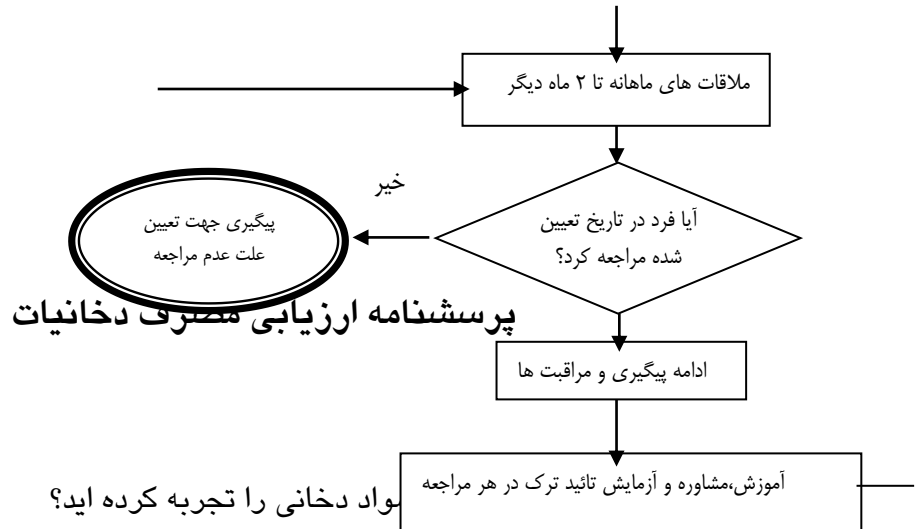 ملاقات های ماهانه تا ۲ ماه دیگر
خیر
آیا فرد در تاریخ تعیین
شده مراجعه کرد؟
پیگیری جهت تعیین
علت عدم مراجعه
پرسشنامه ارزیابی مصرف دخانیات
ادامه پیگیری و مراقبت ها
آموزش،مشاوره و آزمایش تائید ترک در هر مراجعه
دخانی را تجربه کرده اید؟